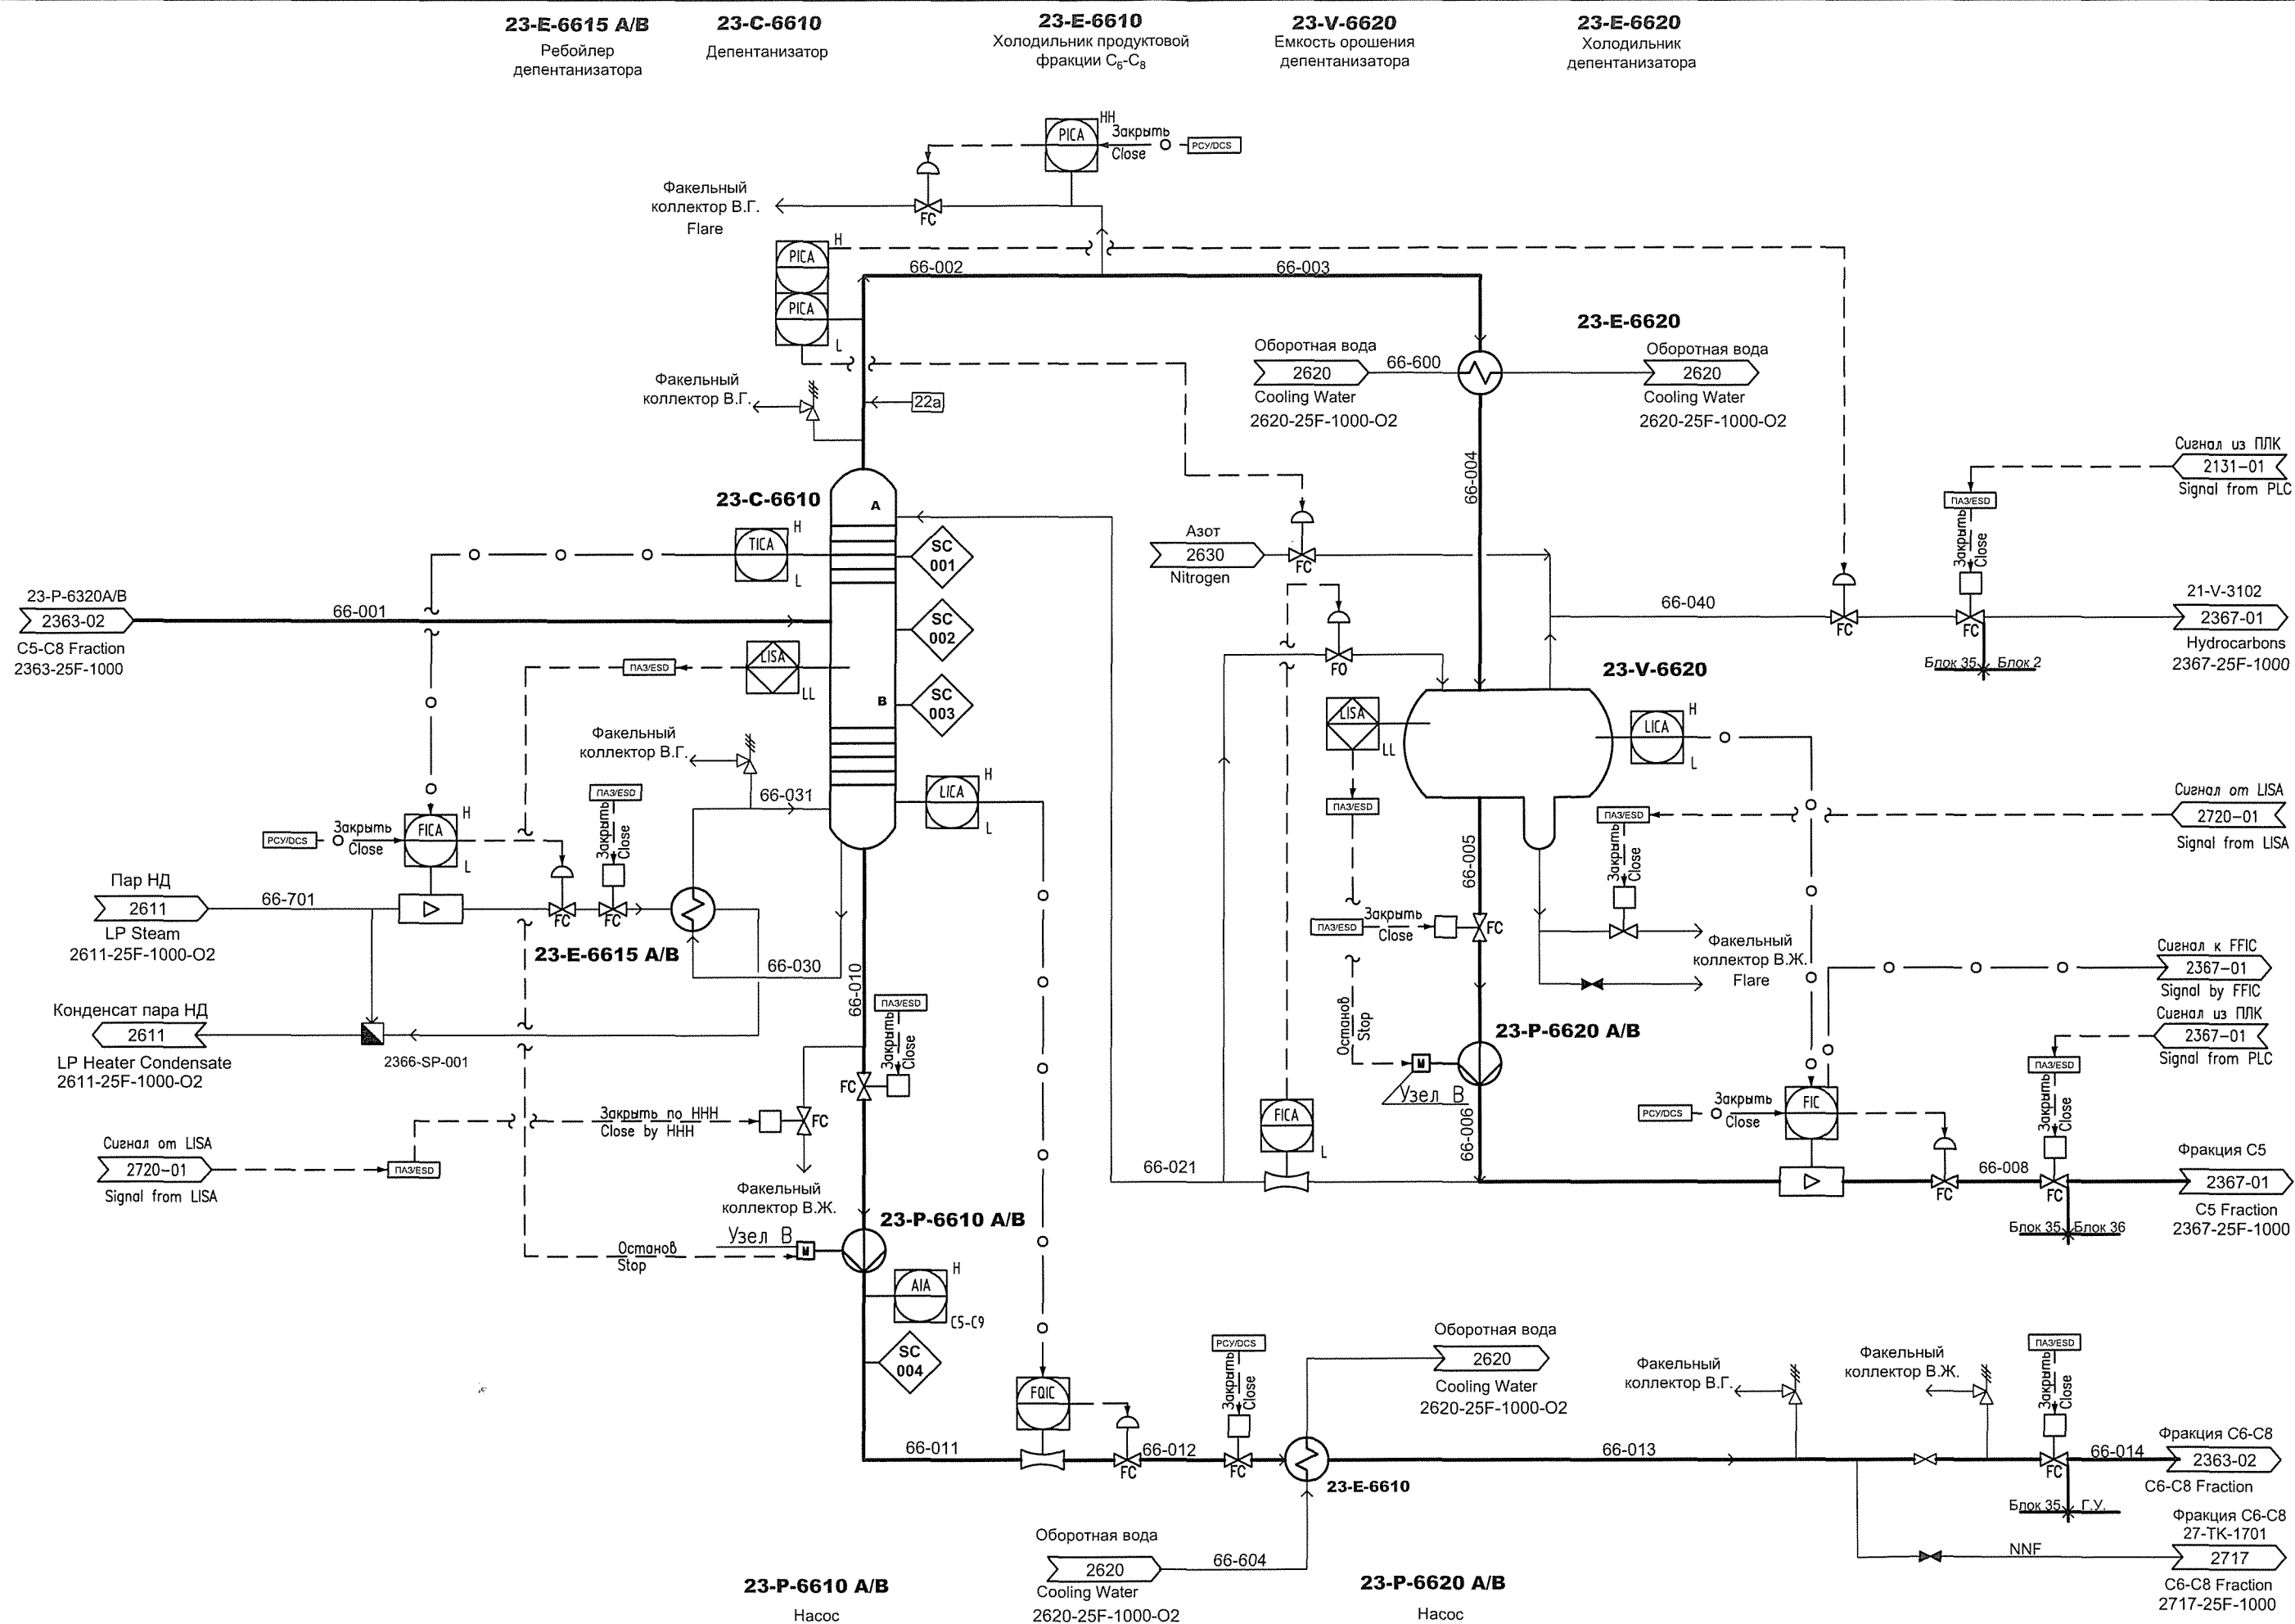 23-E-6615 A/B
Ребойлер
депентанизатора
23-C-6610
Депентанизатор
23-E-6610
Холодильник продуктовой
фракции C6-C8
23-V-6620
Емкость орошения
депентанизатора
23-E-6620
Холодильник
депентанизатора
PICA
HH
Закрыть
Close
РСУ/DCS
Факельный
коллектор В.Г.
Flare
FC
PICA
H
PICA
L
66-002
66-003
Факельный
коллектор В.Г.
22a
23-E-6620
Оборотная вода
2620
Cooling Water
2620-25F-1000-O2
66-600
Оборотная вода
2620
Cooling Water
2620-25F-1000-O2
66-004
Сигнал из ПЛК
2131-01
Signal from PLC
ПАЗ/ESD
Закрыть
Close
23-C-6610
A
TICA
H
L
SC
001
Азот
2630
Nitrogen
FC
23-P-6320A/B
2363-02
C5-C8 Fraction
2363-25F-1000
66-001
SC
002
FO
66-040
FC
FC
21-V-3102
2367-01
Hydrocarbons
2367-25F-1000
Блок 35
Блок 2
ПАЗ/ESD
LISA
LL
B
SC
003
23-V-6620
LISA
LL
LICA
H
L
Факельный
коллектор В.Г.
66-031
LICA
H
L
ПАЗ/ESD
Закрыть
Close
РСУ/DCS
Закрыть
Close
FICA
H
L
ПАЗ/ESD
66-005
ПАЗ/ESD
Закрыть
Close
Сигнал от LISA
2720-01
Signal from LISA
Пар НД
2611
LP Steam
2611-25F-1000-O2
66-701
FC
FC
23-E-6615 A/B
66-030
66-010
ПАЗ/ESD
Закрыть
Close
FC
Факельный
коллектор В.Ж.
Flare
Сигнал к FFIC
2367-01
Signal by FFIC
Конденсат пара НД
2611
LP Heater Condensate
2611-25F-1000-O2
2366-SP-001
ПАЗ/ESD
Закрыть
Close
FC
Останов
Stop
23-P-6620 A/B
M
Узел В
66-006
Сигнал из ПЛК
2367-01
Signal from PLC
ПАЗ/ESD
Закрыть
Close
Закрыть по ННН
Close by HHH
FC
Сигнал от LISA
2720-01
Signal from LISA
ПАЗ/ESD
Факельный
коллектор В.Ж.
FICA
L
66-021
РСУ/DCS
Закрыть
Close
FIC
FC
66-008
FC
Фракция С5
2367-01
C5 Fraction
2367-25F-1000
Блок 35
Блок 36
23-P-6610 A/B
Узел В
M
Останов
Stop
AIA
H
C5-C9
SC
004
FQIC
66-011
FC
66-012
РСУ/DCS
Закрыть
Close
FC
Оборотная вода
2620
Cooling Water
2620-25F-1000-O2
23-E-6610
66-013
Факельный
коллектор В.Г.
Факельный
коллектор В.Ж.
ПАЗ/ESD
Закрыть
Close
FC
66-014
Фракция С6-С8
2363-02
C6-C8 Fraction
Блок 35
Г.У.
Фракция С6-С8
27-TK-1701
2717
C6-C8 Fraction
2717-25F-1000
NNF
Оборотная вода
2620
Cooling Water
2620-25F-1000-O2
66-604
23-P-6610 A/B
Насос
23-P-6620 A/B
Насос